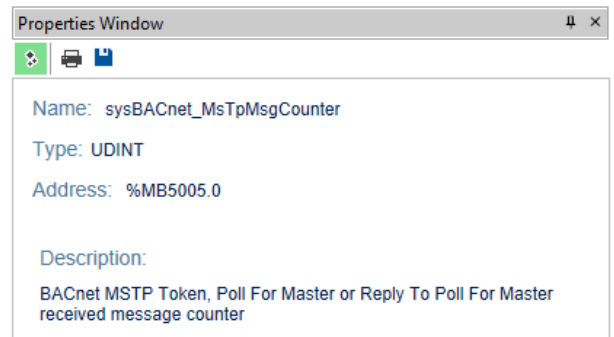 Properties Window
Name: sysBACnet_MsTpMsgCounter
Type: UDINT
Address: %MB5005.0
Description:
BACnet MSTP Token, Poll For Master or Reply To Poll For Master
received message counter